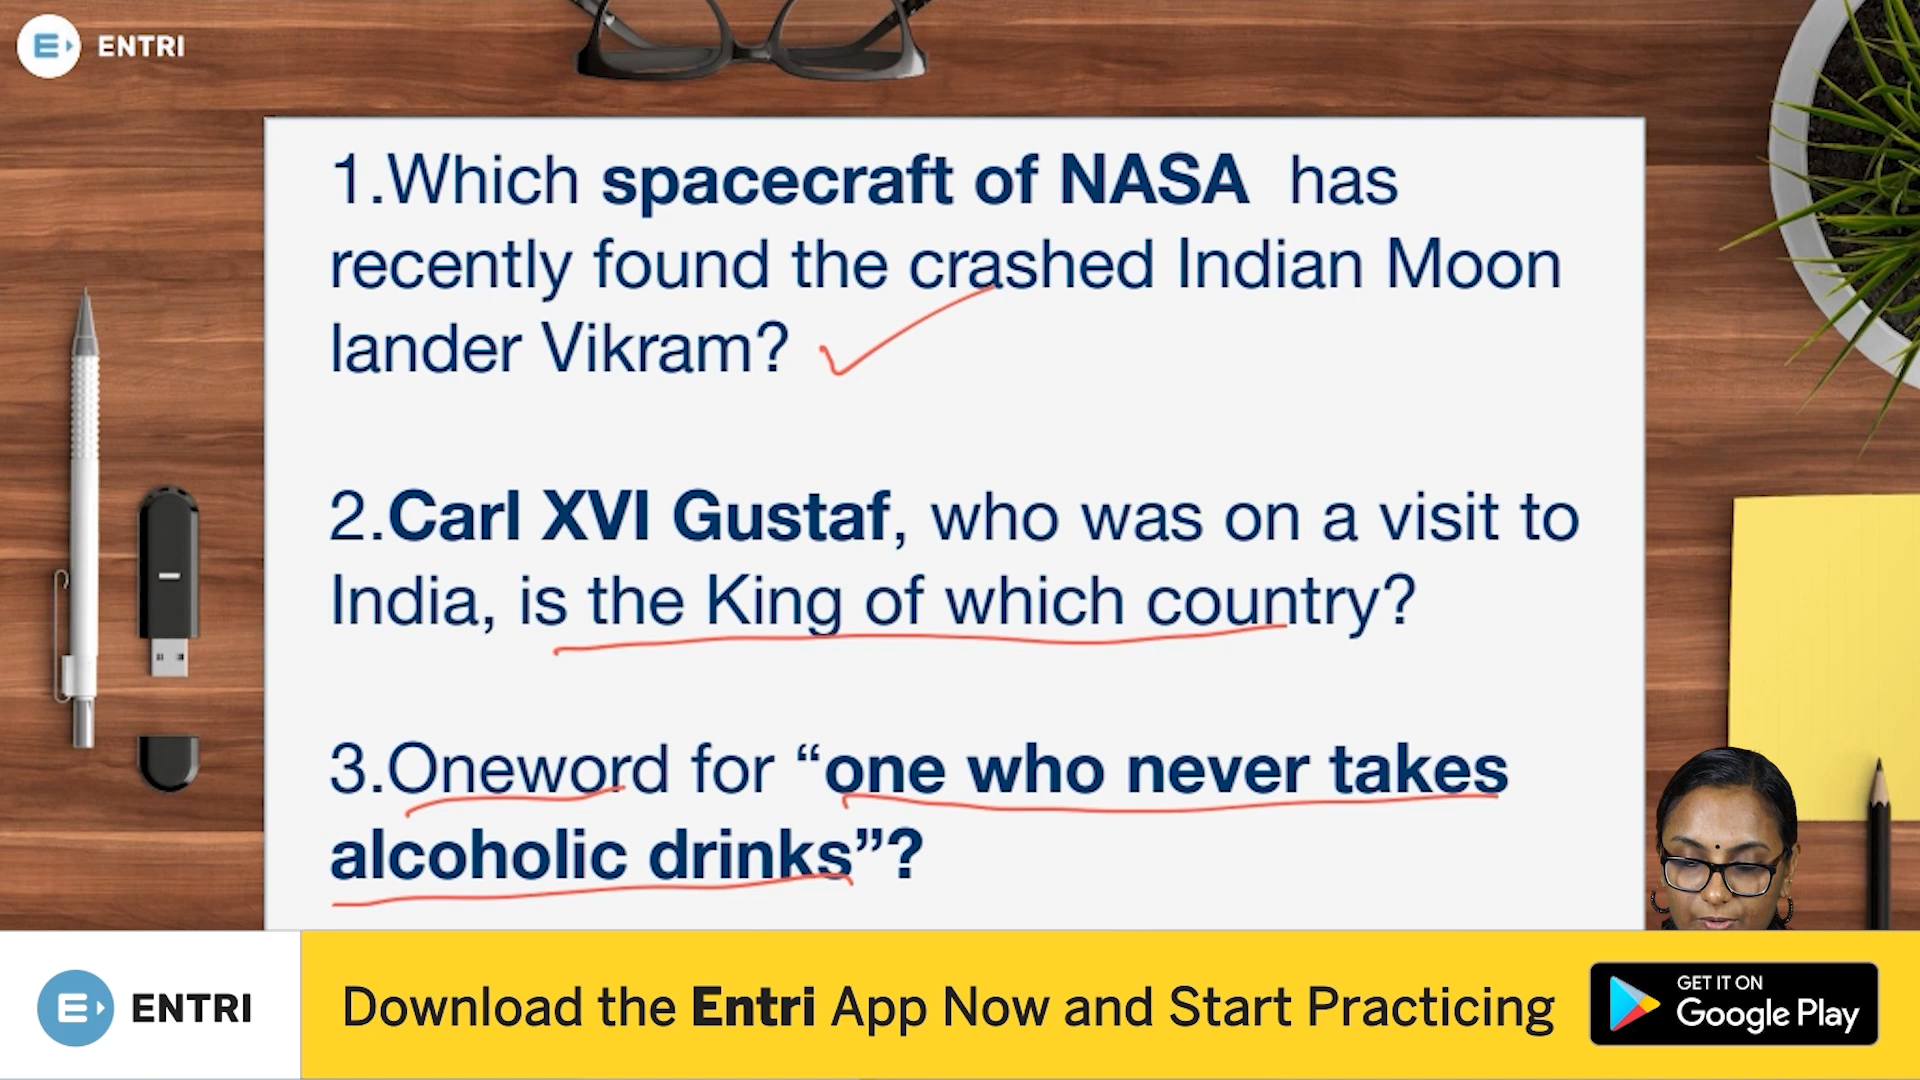 ENTRI
1.Which spacecraft of NASA has
recently found the crashed Indian Moon
lander Vikram?
2.Carl XVI Gustaf, who was on a visit to
India, is the King of which country?
3.Oneword for “one who never takes
alcoholic drinks”?
ENTRI
Download the Entri App Now and Start Practicing
GET IT ON
Google Play